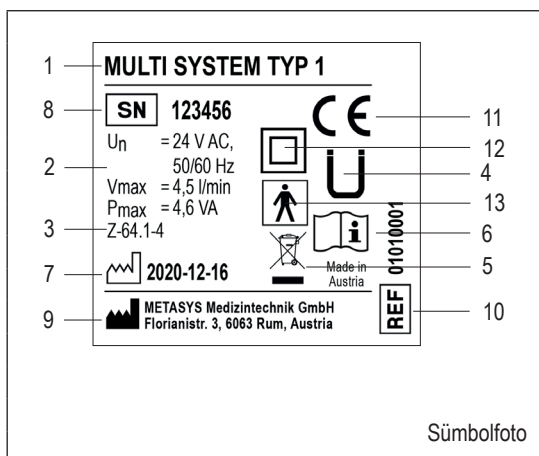 1 MULTI SYSTEM TYP 1
8 SN 123456
11
Un = 24 V AC,
50/60 Hz
12
2
4
Vmax = 4,5 l/min
Pmax = 4,6 VA
13
3 Z-64.1-4
6
i
01010001
7 2020-12-16
5
Made in
Austria
9 METASYS Medizintechnik GmbH
Florianistr. 3, 6063 Rum, Austria
REF 10
CE
Ü
Sümbolfoto